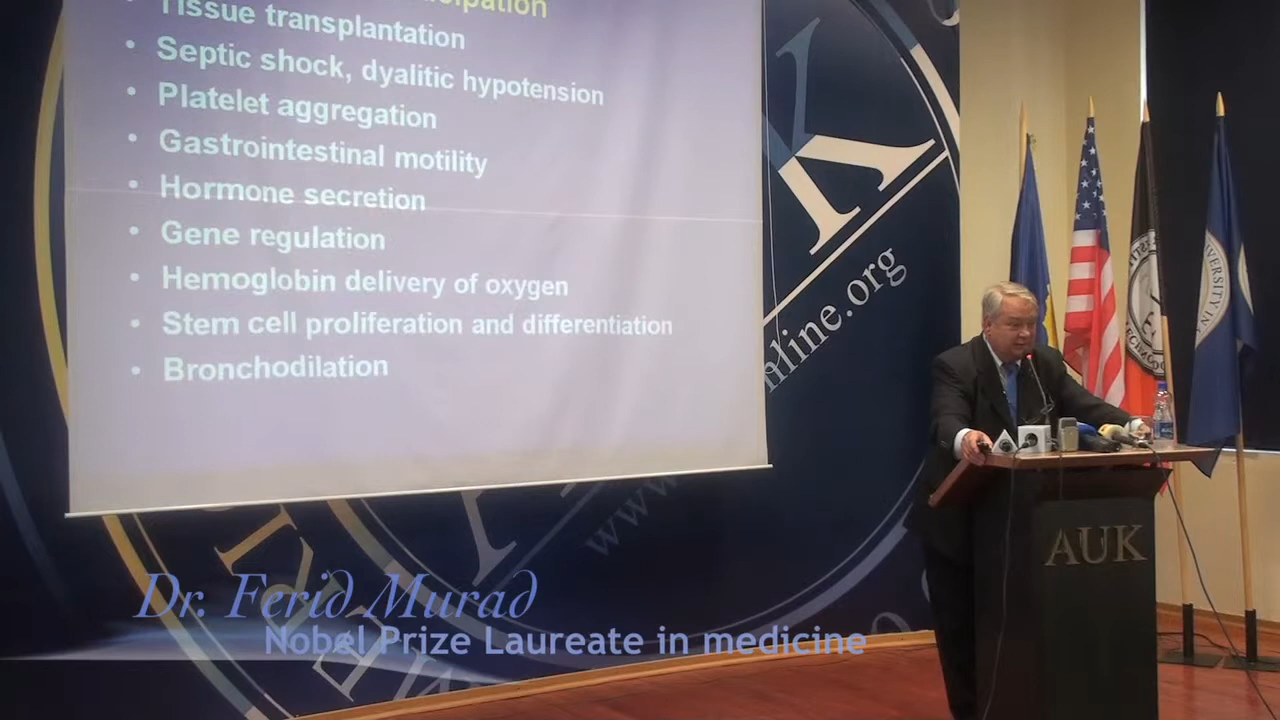 Tissue transplantation
• Septic shock, dyalitic hypotension
• Platelet aggregation
• Gastrointestinal motility
• Hormone secretion
• Gene regulation
• Hemoglobin delivery of oxygen
• Stem cell proliferation and differentiation
• Bronchodilation
nline.org
www.
AUK
Dr. Ferid Murad
Nobel Prize Laureate in medicine